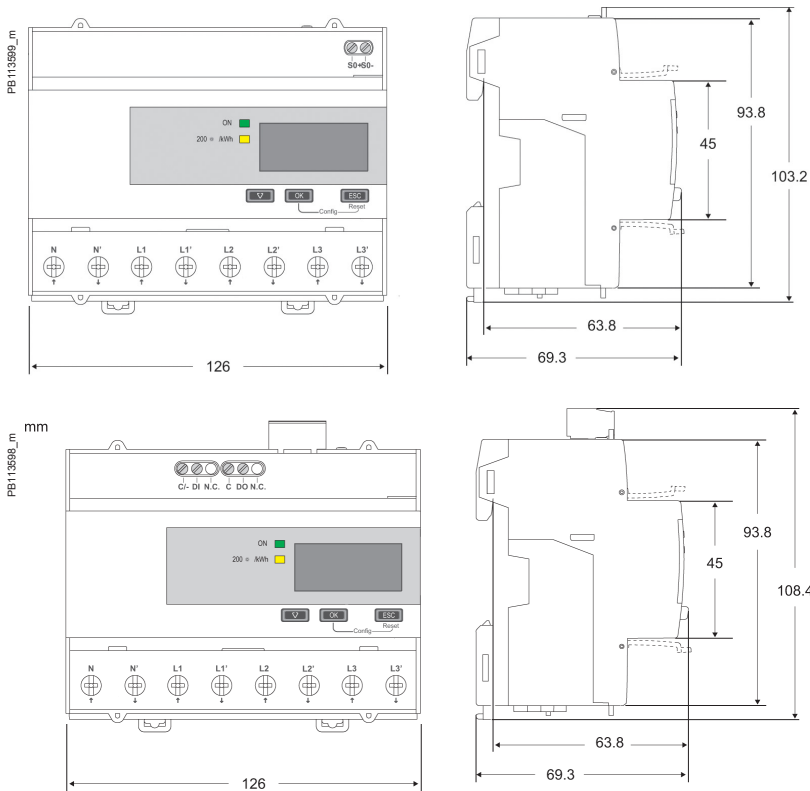 PB113599_m
S0+S0-
ON
200 /kWh
OK
ESC
Config
Reset
N N' L1 L1' L2 L2' L3 L3'
126
93.8
45
103.2
63.8
69.3
PB113598_m
mm
C/- DI N.C. C DO N.C.
ON
200 /kWh
OK
ESC
Config
Reset
N N' L1 L1' L2 L2' L3 L3'
126
93.8
45
108.4
63.8
69.3